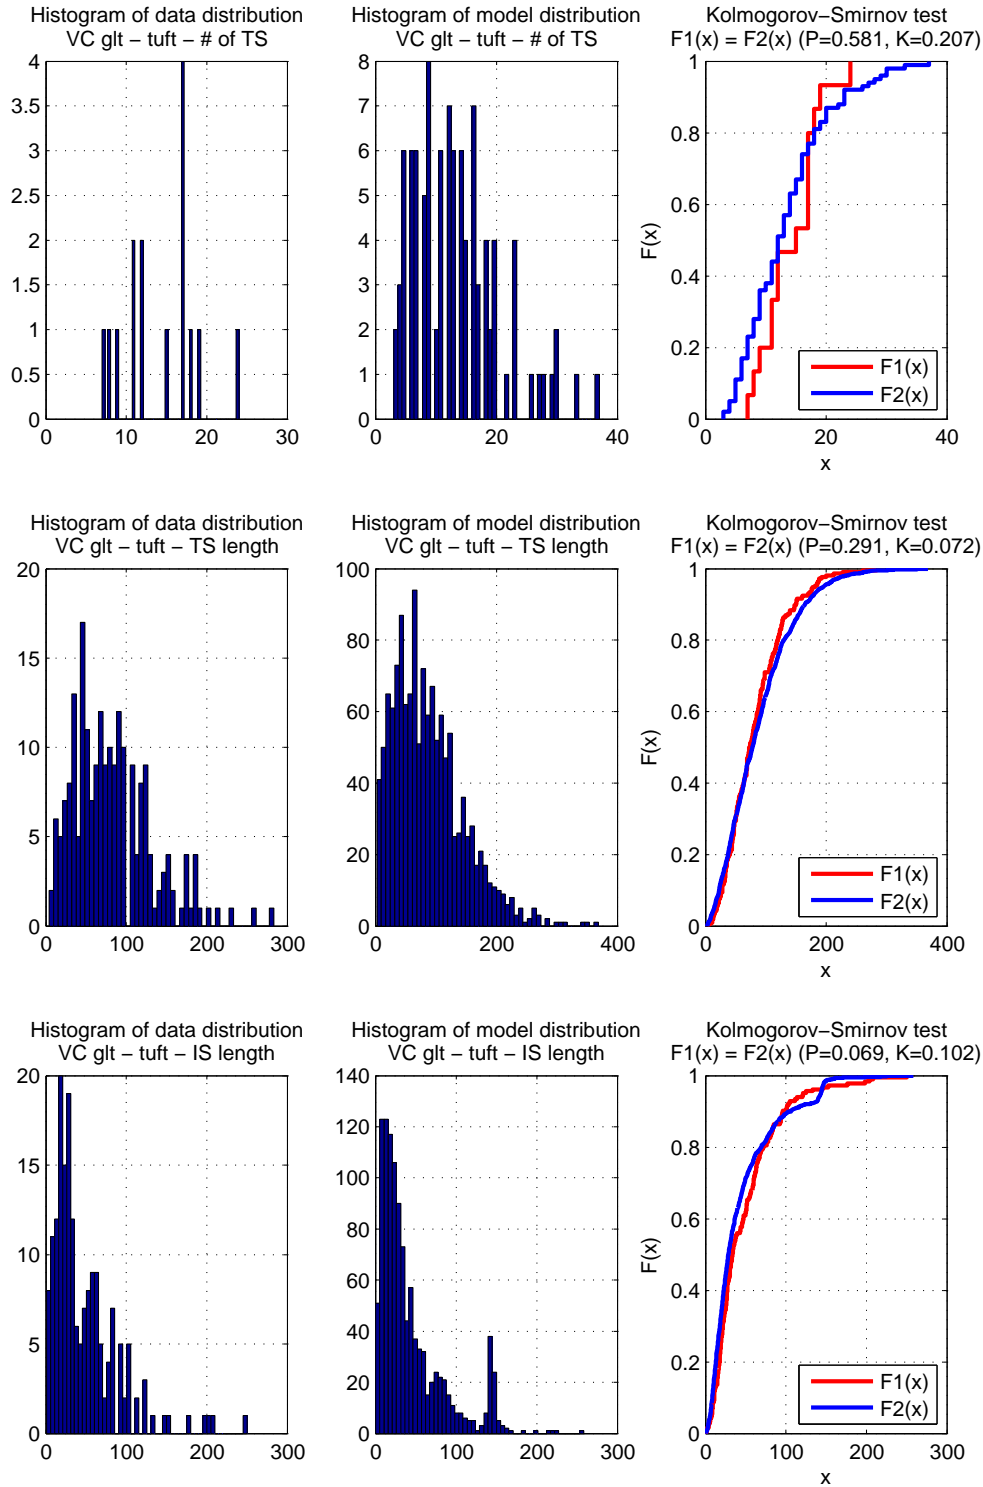 Histogram of data distribution
VC glt − tuft − # of TS
4
3.5
3
2.5
2
1.5
1
0.5
0
0 10 20 30
Histogram of model distribution
VC glt − tuft − # of TS
8
7
6
5
4
3
2
1
0
0 20 40
Kolmogorov−Smirnov test
F1(x) = F2(x) (P=0.581, K=0.207)
1
0.8
0.6
0.4
0.2
0
F(x)
F1(x)
F2(x)
0 20 40
x
Histogram of data distribution
VC glt − tuft − TS length
20
15
10
5
0
0 100 200 300
Histogram of model distribution
VC glt − tuft − TS length
100
80
60
40
20
0
0 200 400
Kolmogorov−Smirnov test
F1(x) = F2(x) (P=0.291, K=0.072)
1
0.8
0.6
0.4
0.2
0
F(x)
F1(x)
F2(x)
0 200 400
x
Histogram of data distribution
VC glt − tuft − IS length
20
15
10
5
0
0 100 200 300
Histogram of model distribution
VC glt − tuft − IS length
140
120
100
80
60
40
20
0
0 100 200 300
Kolmogorov−Smirnov test
F1(x) = F2(x) (P=0.069, K=0.102)
1
0.8
0.6
0.4
0.2
0
F(x)
F1(x)
F2(x)
0 100 200 300
x